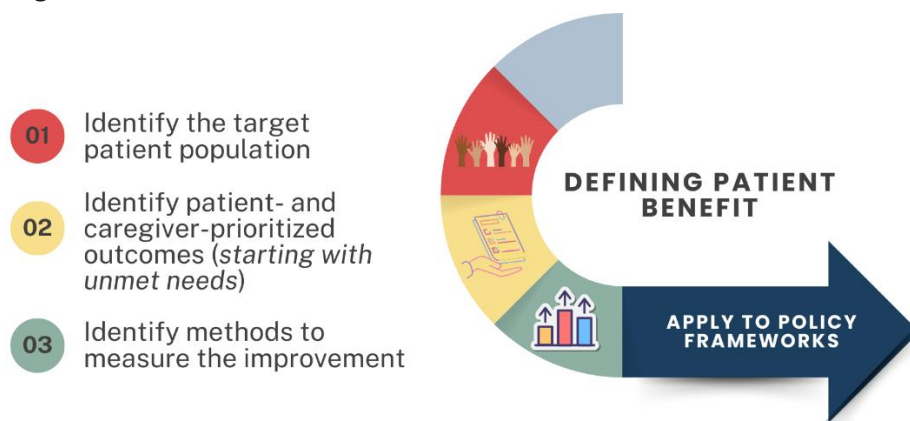 01
Identify the target
patient population
02
Identify patient- and
caregiver-prioritized
outcomes (starting with
unmet needs)
03
Identify methods to
measure the improvement
DEFINING PATIENT
BENEFIT
APPLY TO POLICY
FRAMEWORKS